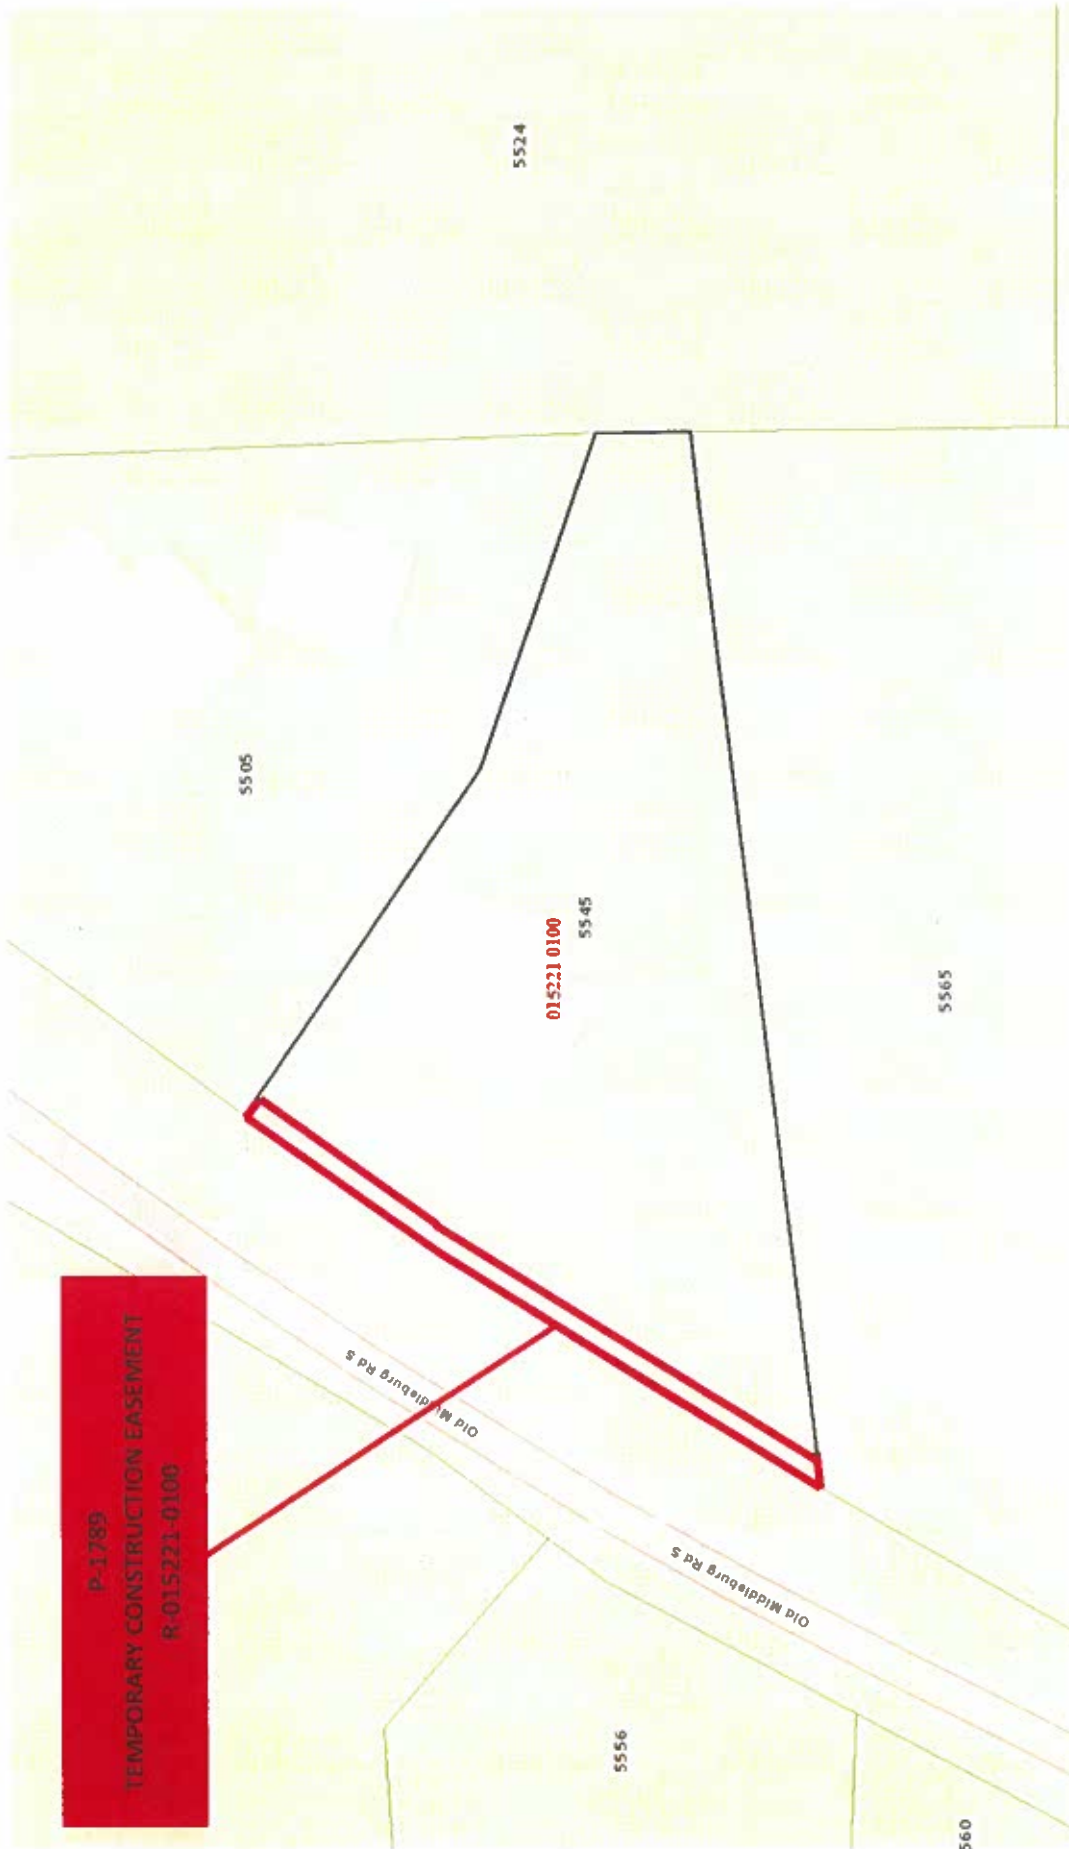 P-1789
TEMPORARY CONSTRUCTION EASEMENT
R-015221-0100
5524
5505
015221 0100
5545
5565
Old Middleburg Rd S
Old Middleburg Rd S
5556
560